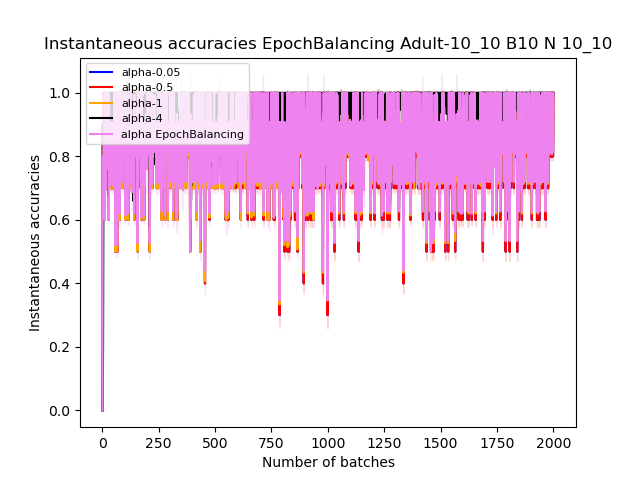 Instantaneous accuracies EpochBalancing Adult-10_10 B10 N 10_10
alpha-0.05
alpha-0.5
alpha-1
alpha-4
alpha EpochBalancing
1.0
0.8
0.6
0.4
0.2
0.0
Instantaneous accuracies
0 250 500 750 1000 1250 1500 1750 2000
Number of batches